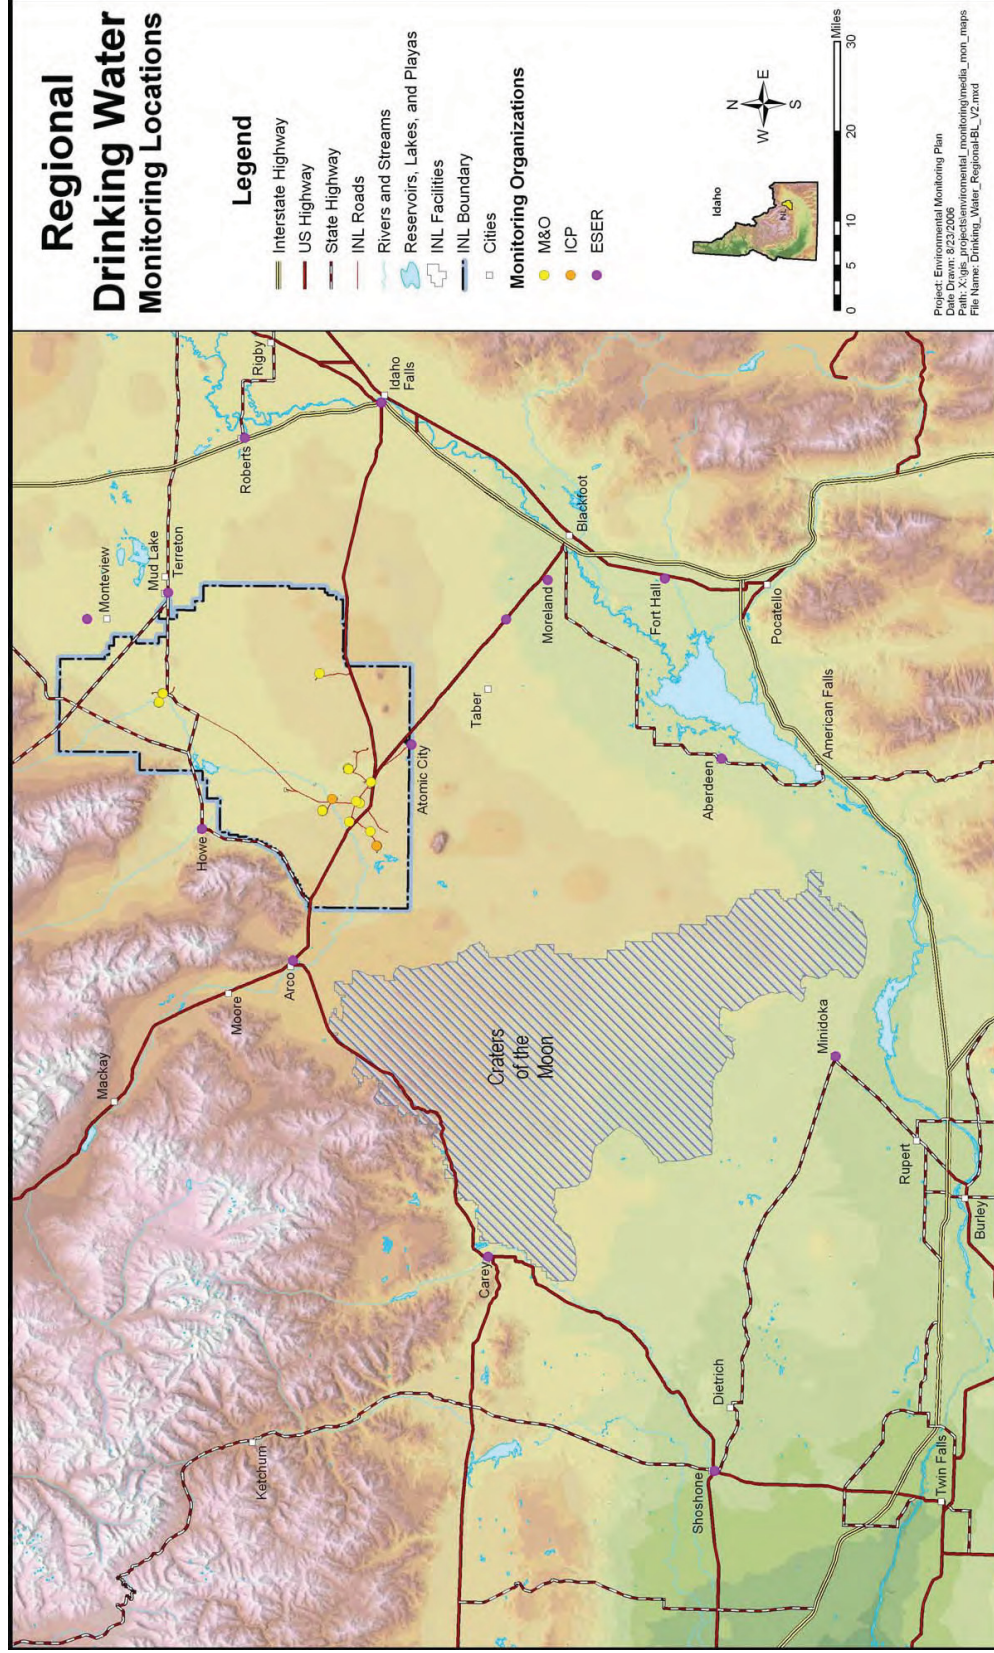 Regional
Drinking Water
Monitoring Locations
Legend
Interstate Highway
US Highway
State Highway
INL Roads
Rivers and Streams
Reservoirs, Lakes, and Playas
INL Facilities
INL Boundary
Cities
Monitoring Organizations
M&O
ICP
ESER
N
W
E
S
Idaho
INL
0
5
10
20
30
Miles
Project: Environmental Monitoring Plan
Date Drawn: 8/23/2006
Path: X:\gis_projects\enviromental_monitoring\media_mon_maps
File Name: Drinking_Water_Regional-BL_V2.mxd
Monteview
Mud Lake
Terreton
Roberts
Rigby
Idaho
Falls
Howe
Mackay
Moore
Arco
Atomic City
Taber
Moreland
Blackfoot
Fort Hall
Pocatello
Aberdeen
American Falls
Craters
of the
Moon
Minidoka
Rupert
Burley
Carey
Ketchum
Dietrich
Shoshone
Twin Falls